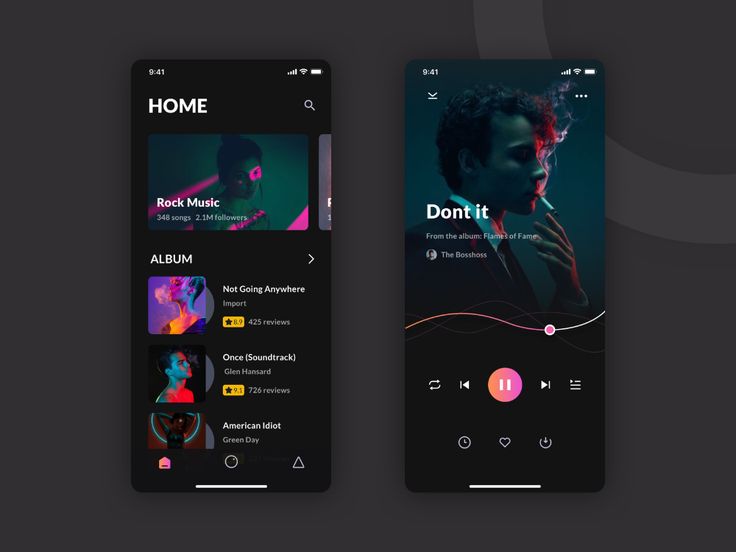 9:41
HOME
Rock Music
348 songs 2.1M followers
ALBUM
Not Going Anywhere
Import
8.9 425 reviews
Once (Soundtrack)
Glen Hansard
9.1 726 reviews
American Idiot
Green Day
9:41
Dont it
From the album: Flames of Fame
The Bosshoss